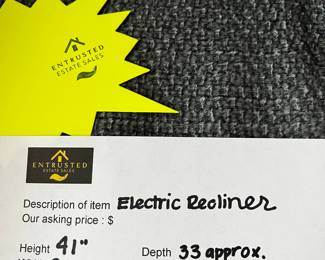 ENTRUSTED
ESTATE SALES
ENTRUSTED
ESTATE SALES
Description of item Electric Recliner
Our asking price : $
Height 41" Depth 33 approx.